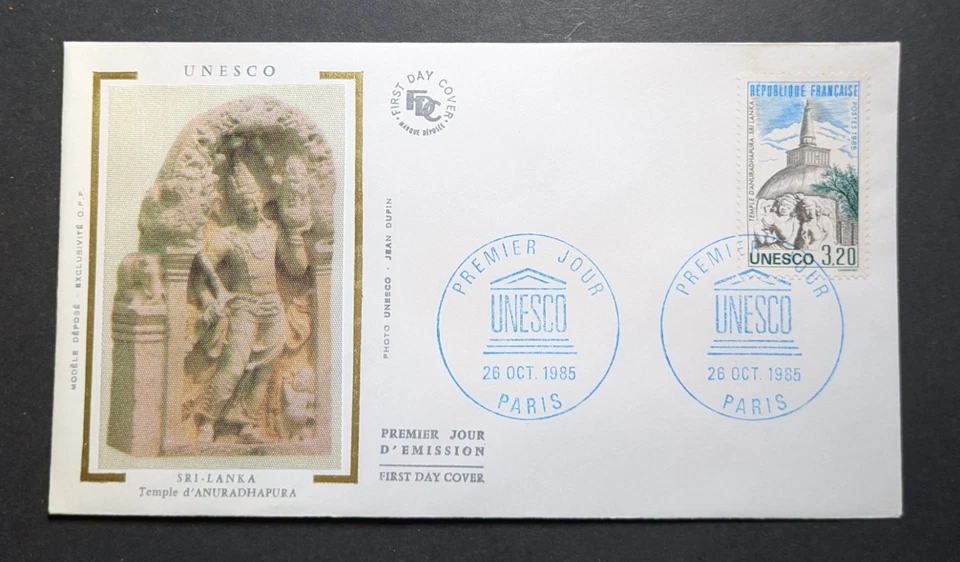 UNESCO
MODÈLE DÉPOSÉ - EXCLUSIVITÉ O.P.P.
SRI-LANKA
Temple d'ANURADHAPURA
FIRST DAY COVER
FDC
MARQUE DÉPOSÉE
PHOTO UNESCO - JEAN DUPIN
PREMIER JOUR
D'EMISSION
FIRST DAY COVER
PREMIER JOUR
UNESCO
26 OCT. 1985
PARIS
RÉPUBLIQUE FRANÇAISE
POSTES 1985
TEMPLE D'ANURADHAPURA-SRI LANKA
UNESCO 3,20
PREMIER JOUR
UNESCO
26 OCT. 1985
PARIS